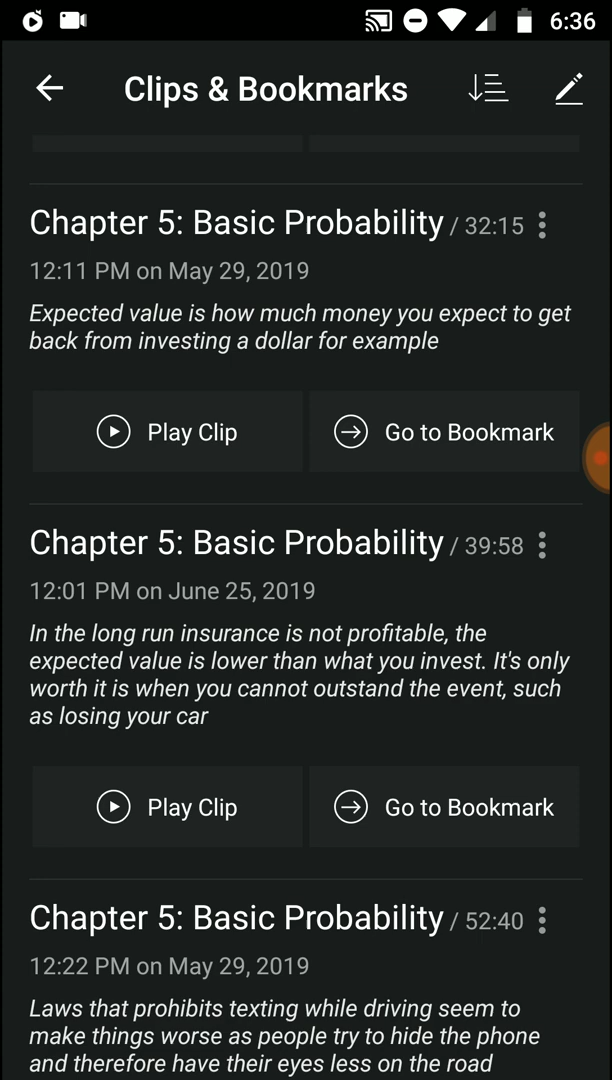 6:36
Clips & Bookmarks
Chapter 5: Basic Probability / 32:15
12:11 PM on May 29, 2019
Expected value is how much money you expect to get
back from investing a dollar for example
Play Clip
Go to Bookmark
Chapter 5: Basic Probability / 39:58
12:01 PM on June 25, 2019
In the long run insurance is not profitable, the
expected value is lower than what you invest. It's only
worth it is when you cannot outstand the event, such
as losing your car
Play Clip
Go to Bookmark
Chapter 5: Basic Probability / 52:40
12:22 PM on May 29, 2019
Laws that prohibits texting while driving seem to
make things worse as people try to hide the phone
and therefore have their eyes less on the road